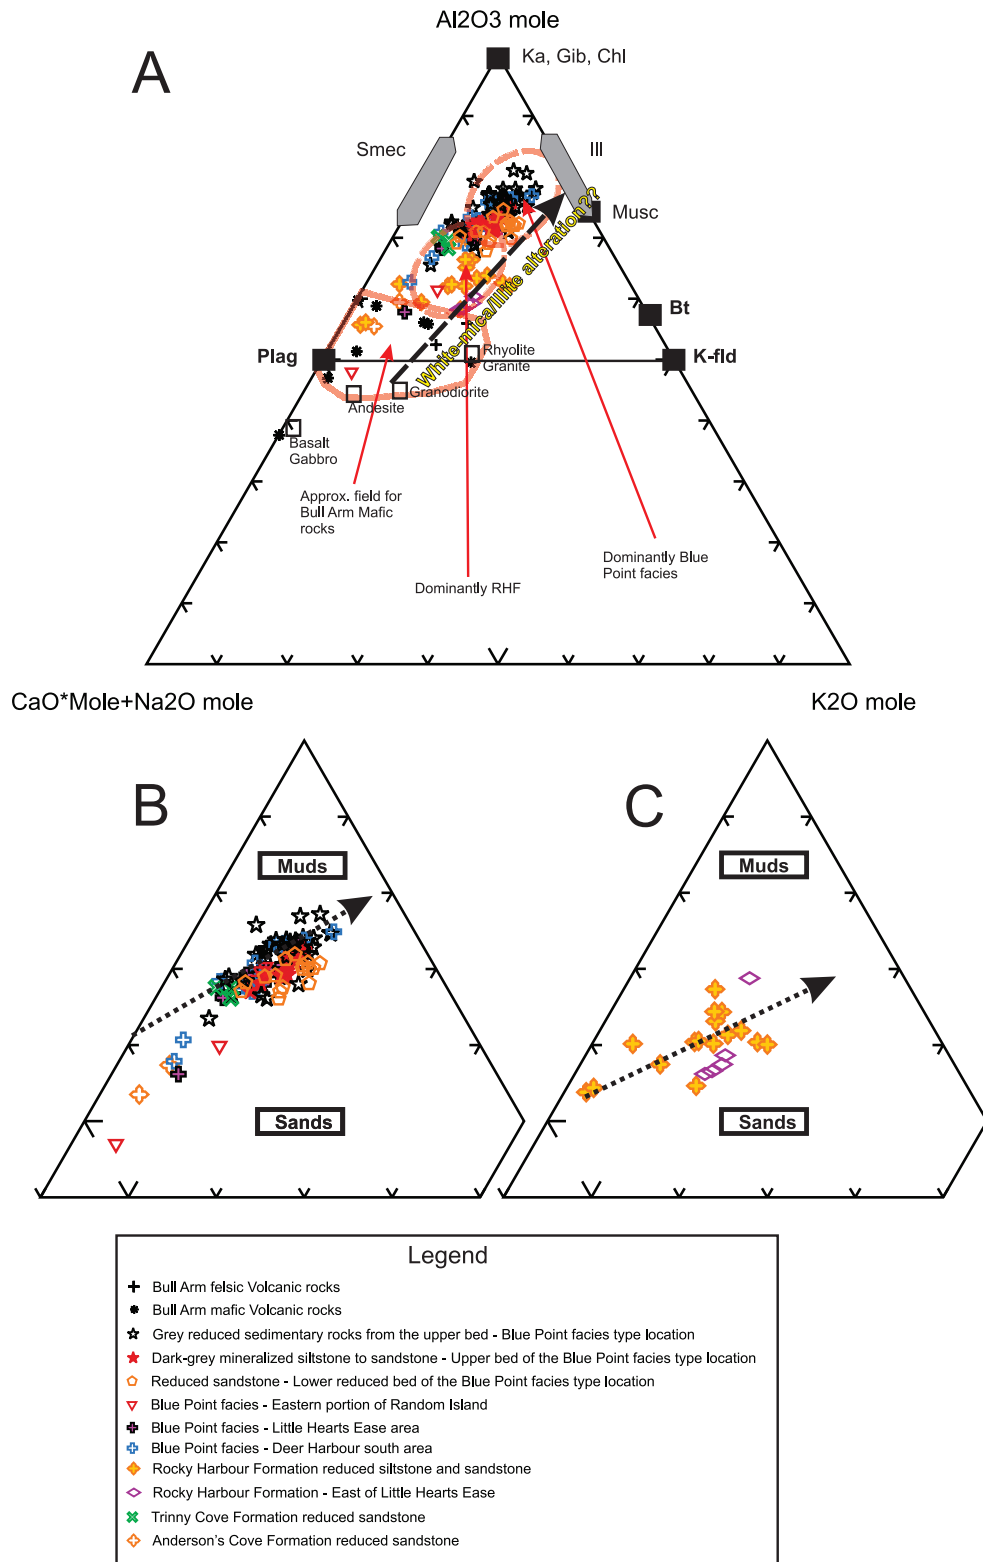 Al2O3 mole
A
Ka, Gib, Chl
Smec
Ill
Musc
White-mica/Illite alteration??
Bt
Plag
K-fld
Rhyolite
Granite
Granodiorite
Andesite
Basalt
Gabbro
Approx. field for
Bull Arm Mafic
rocks
Dominantly Blue
Point facies
Dominantly RHF
CaO*Mole+Na2O mole
K2O mole
B
C
Muds
Muds
Sands
Sands
Legend
Bull Arm felsic Volcanic rocks
Bull Arm mafic Volcanic rocks
Grey reduced sedimentary rocks from the upper bed - Blue Point facies type location
Dark-grey mineralized siltstone to sandstone - Upper bed of the Blue Point facies type location
Reduced sandstone - Lower reduced bed of the Blue Point facies type location
Blue Point facies - Eastern portion of Random Island
Blue Point facies - Little Hearts Ease area
Blue Point facies - Deer Harbour south area
Rocky Harbour Formation reduced siltstone and sandstone
Rocky Harbour Formation - East of Little Hearts Ease
Trinny Cove Formation reduced sandstone
Anderson's Cove Formation reduced sandstone